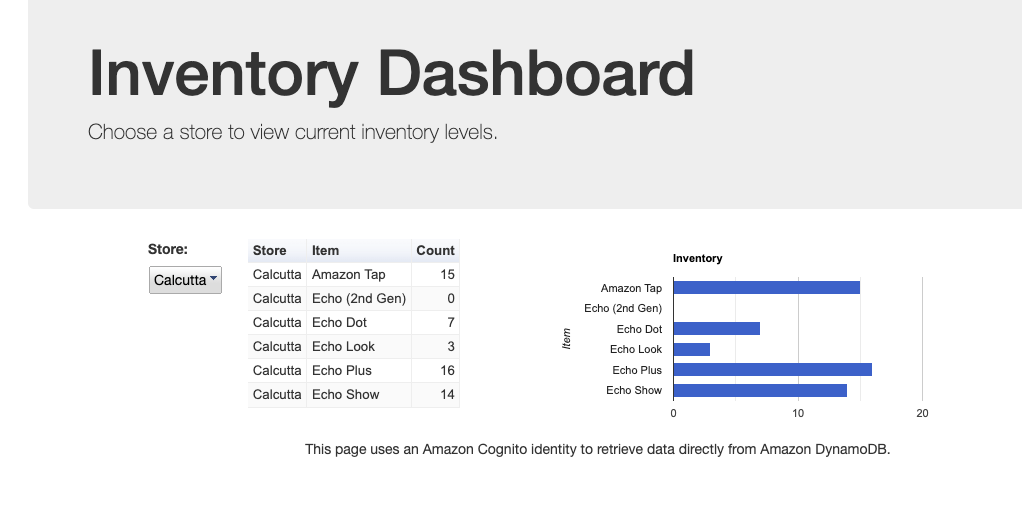 Inventory Dashboard
Choose a store to view current inventory levels.
Store:
Calcutta
Store Item Count
Calcutta Amazon Tap 15
Calcutta Echo (2nd Gen) 0
Calcutta Echo Dot 7
Calcutta Echo Look 3
Calcutta Echo Plus 16
Calcutta Echo Show 14
Inventory
Item
Amazon Tap
Echo (2nd Gen)
Echo Dot
Echo Look
Echo Plus
Echo Show
0 10 20
This page uses an Amazon Cognito identity to retrieve data directly from Amazon DynamoDB.